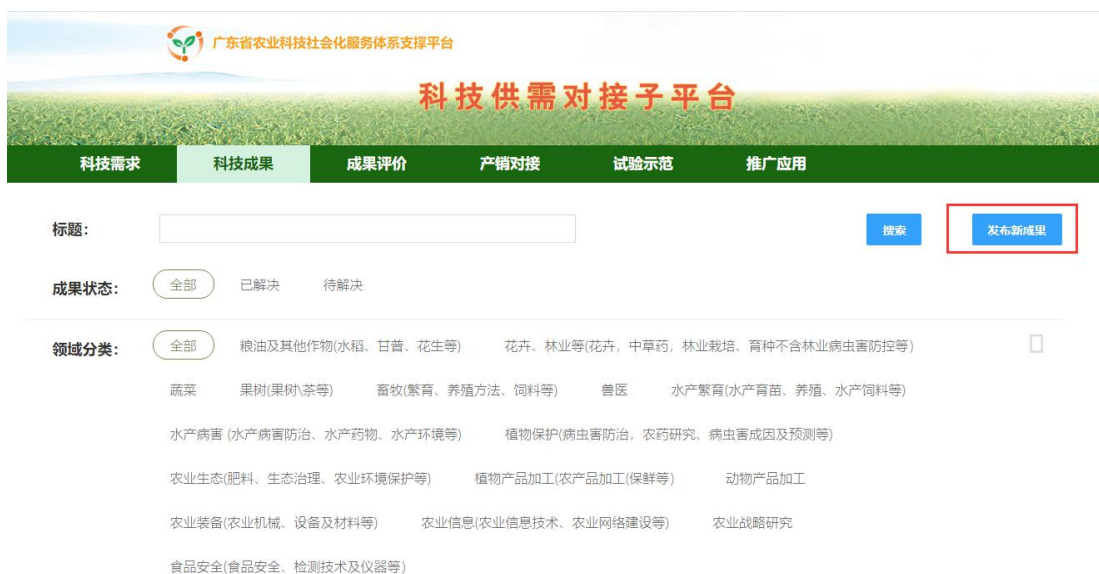 广东省农业科技社会化服务体系支撑平台
科技供需对接子平台
科技需求 科技成果 成果评价 产销对接 试验示范 推广应用
标题： 搜索 发布新成果
成果状态： 全部 已解决 待解决
领域分类： 全部 粮油及其他作物(水稻、甘昔、花生等) 花卉、林业等(花卉，中草药，林业栽培、育种不含林业病虫害防控等)
蔬菜 果树(果树\茶等) 畜牧(繁育、养殖方法、饲料等) 兽医 水产繁育(水产育苗、养殖、水产饲料等)
水产病害 (水产病害防治、水产药物、水产环境等) 植物保护(病虫害防治，农药研究、病虫害成因及预测等)
农业生态(肥料、生态治理、农业环境保护等) 植物产品加工(农产品加工(保鲜等) 动物产品加工
农业装备(农业机械、设备及材料等) 农业信息(农业信息技术、农业网络建设等) 农业战略研究
食品安全(食品安全、检测技术及仪器等)